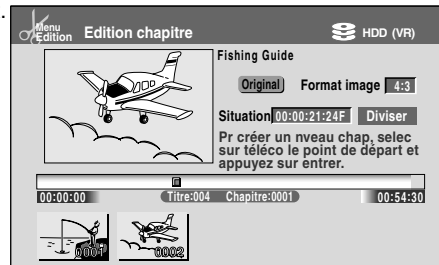 Menu
Edition
Edition chapitre
HDD (VR)
Fishing Guide
Original Format image 4:3
Situation 00:00:21:24F Diviser
Pr créer un nveau chap, selec
sur téléco le point de départ et
appuyez sur entrer.
00:00:00 Titre:004 Chapitre:0001 00:54:30
0001 0002